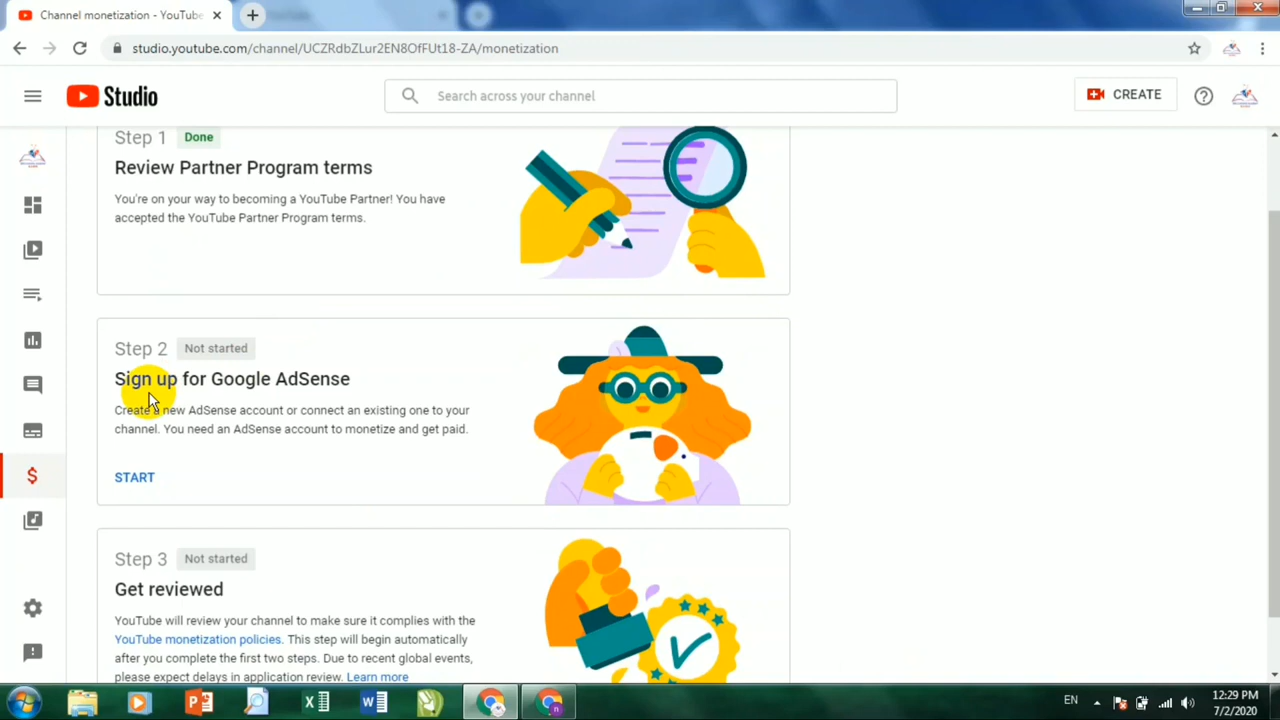 Channel monetization - YouTube
studio.youtube.com/channel/UCZRdbZLur2EN8OfFUt18-ZA/monetization
Studio
Search across your channel
CREATE
Step 1 Done
Review Partner Program terms
You're on your way to becoming a YouTube Partner! You have
accepted the YouTube Partner Program terms.
Step 2 Not started
Sign up for Google AdSense
Create a new AdSense account or connect an existing one to your
channel. You need an AdSense account to monetize and get paid.
START
Step 3 Not started
Get reviewed
YouTube will review your channel to make sure it complies with the
YouTube monetization policies. This step will begin automatically
after you complete the first two steps. Due to recent global events,
please expect delays in application review. Learn more
EN
12:29 PM
7/2/2020